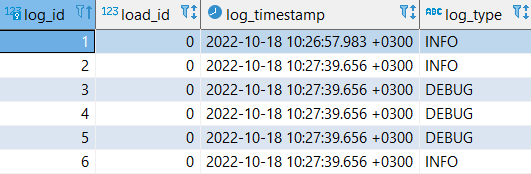 123 log_id 123 load_id log_timestamp ABC log_type
1 0 2022-10-18 10:26:57.983 +0300 INFO
2 0 2022-10-18 10:27:39.656 +0300 INFO
3 0 2022-10-18 10:27:39.656 +0300 DEBUG
4 0 2022-10-18 10:27:39.656 +0300 DEBUG
5 0 2022-10-18 10:27:39.656 +0300 DEBUG
6 0 2022-10-18 10:27:39.656 +0300 INFO